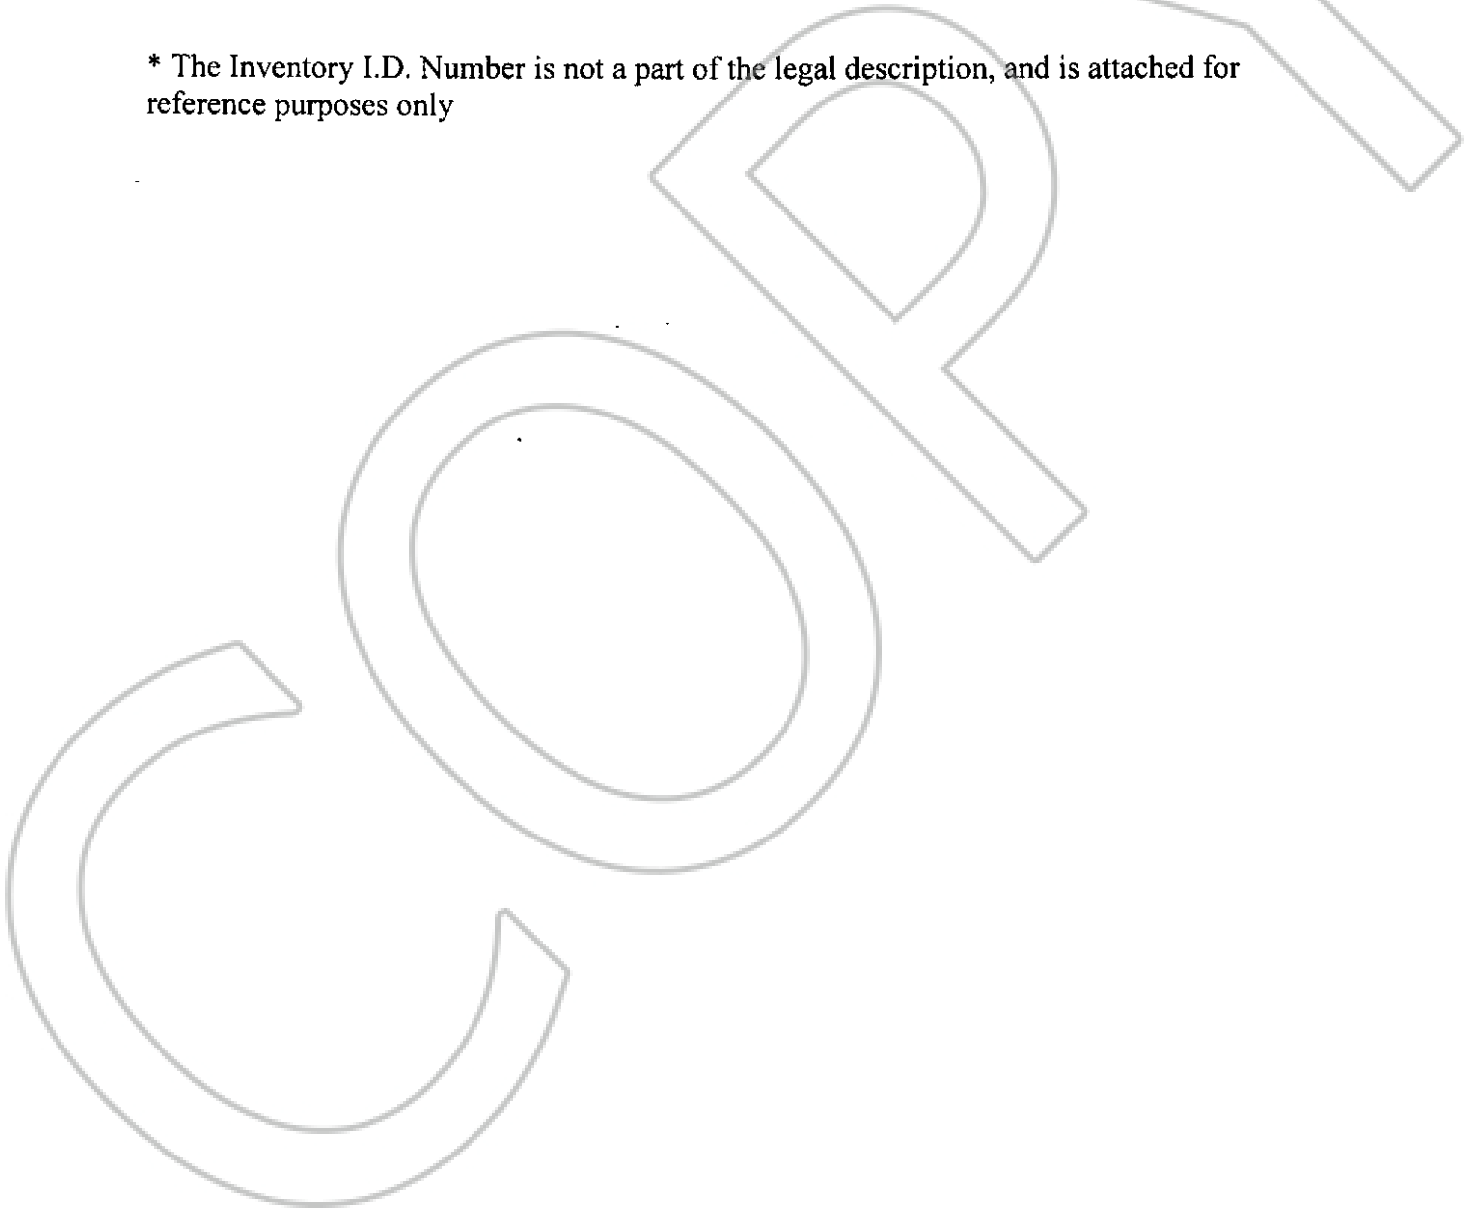 * The Inventory I.D. Number is not a part of the legal description, and is attached for
reference purposes only
COPY